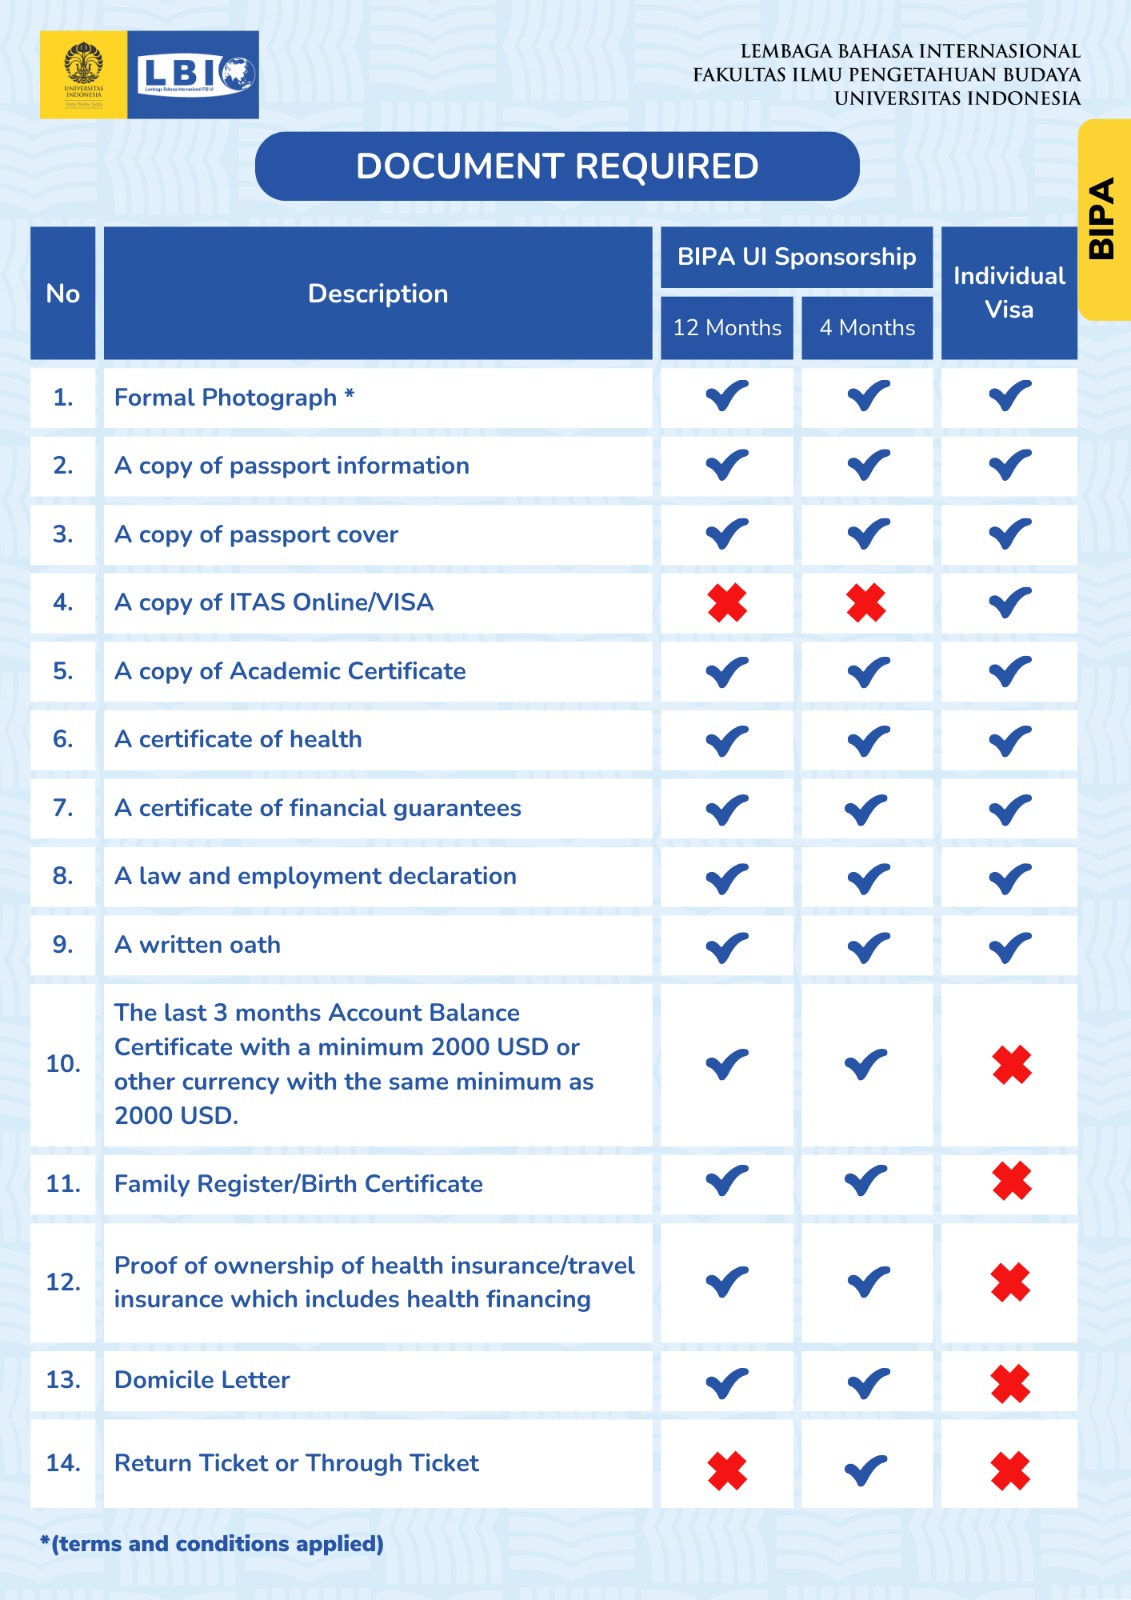 UNIVERSITAS
INDONESIA
LBI
Lembaga Bahasa Internasional FIB UI
LEMBAGA BAHASA INTERNASIONAL
FAKULTAS ILMU PENGETAHUAN BUDAYA
UNIVERSITAS INDONESIA
BIPA
DOCUMENT REQUIRED
No
Description
BIPA UI Sponsorship
12 Months
4 Months
Individual
Visa
1. Formal Photograph *
2. A copy of passport information
3. A copy of passport cover
4. A copy of ITAS Online/VISA
5. A copy of Academic Certificate
6. A certificate of health
7. A certificate of financial guarantees
8. A law and employment declaration
9. A written oath
10. The last 3 months Account Balance
Certificate with a minimum 2000 USD or
other currency with the same minimum as
2000 USD.
11. Family Register/Birth Certificate
12. Proof of ownership of health insurance/travel
insurance which includes health financing
13. Domicile Letter
14. Return Ticket or Through Ticket
*(terms and conditions applied)